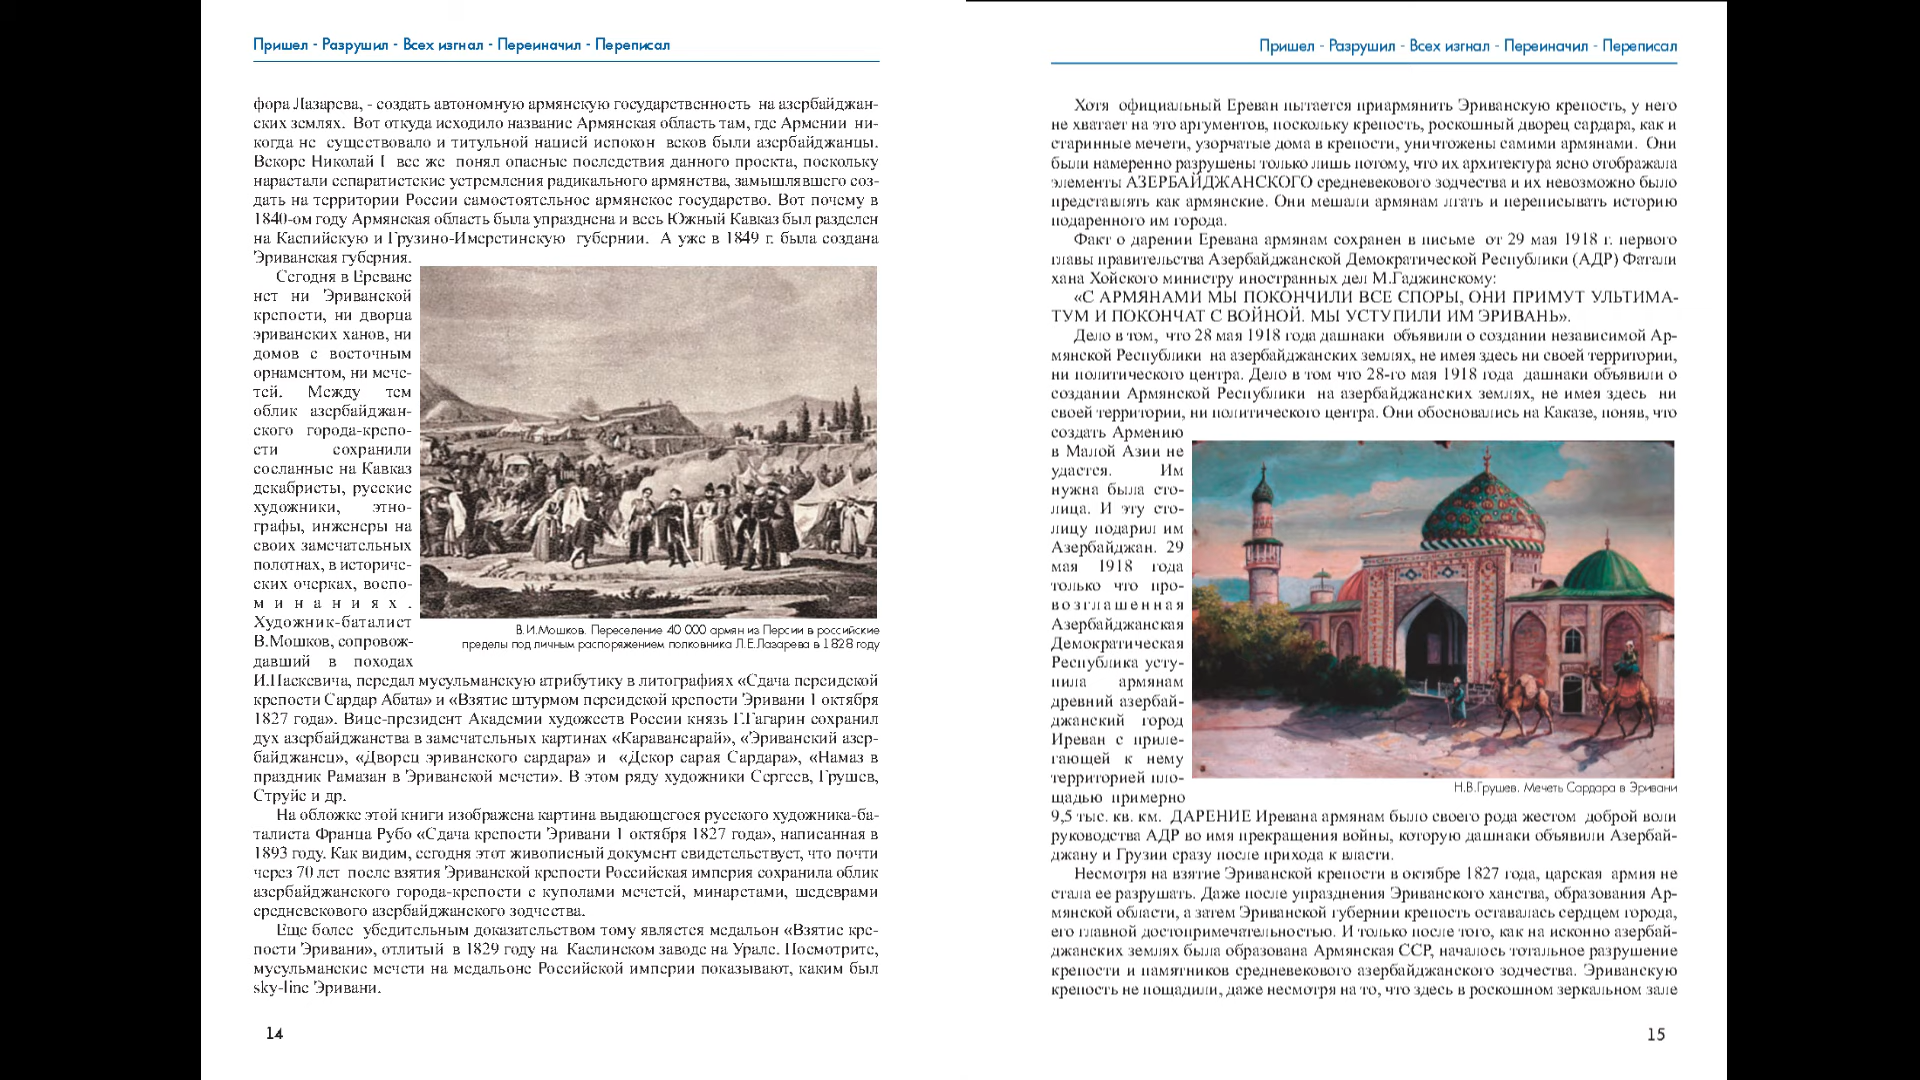 Пришел - Разрушил - Всех изгнал - Переиначил - Переписал
фора Лазарева, - создать автономную армянскую государственность на азербайджан-
ских землях. Вот откуда исходило название Армянская область там, где Армении ни-
когда не существовало и титульной нацией испокон веков были азербайджанцы.
Вскоре Николай I все же понял опасные последствия данного проекта, поскольку
нарастали сепаратистские устремления радикального армянства, замышлявшего соз-
дать на территории России самостоятельное армянское государство. Вот почему в
1840-ом году Армянская область была упразднена и весь Южный Кавказ был разделен
на Каспийскую и Грузино-Имеретинскую губернии. А уже в 1849 г. была создана
Эриванская губерния.
Сегодня в Ереване
нет ни Эриванской
крепости, ни дворца
эриванских ханов, ни
домов с восточным
орнаментом, ни мече-
тей. Между тем
облик азербайджан-
ского города-крепо-
сти сохранили
сосланные на Кавказ
декабристы, русские
художники, этно-
графы, инженеры на
своих замечательных
полотнах, в историче-
ских очерках, воспо-
минаниях.
Художник-баталист
В.Мошков, сопровож-
давший в походах
В.И.Мошков. Переселение 40 000 армян из Персии в российские
пределы под личным распоряжением полковника Л.Е.Лазарева в 1828 году
И.Паскевича, передал мусульманскую атрибутику в литографиях «Сдача персидской
крепости Сардар Абата» и «Взятие штурмом персидской крепости Эривани 1 октября
1827 года». Вице-президент Академии художеств России князь Г.Гагарин сохранил
дух азербайджанства в замечательных картинах «Каравансарай», «Эриванский азер-
байджанец», «Дворец эриванского сардара» и «Декор сарая Сардара», «Намаз в
праздник Рамазан в Эриванской мечети». В этом ряду художники Сергеев, Грушев,
Струйс и др.
На обложке этой книги изображена картина выдающегося русского художника-ба-
талиста Франца Рубо «Сдача крепости Эривани 1 октября 1827 года», написанная в
1893 году. Как видим, сегодня этот живописный документ свидетельствует, что почти
через 70 лет после взятия Эриванской крепости Российская империя сохранила облик
азербайджанского города-крепости с куполами мечетей, минаретами, шедеврами
средневекового азербайджанского зодчества.
Еще более убедительным доказательством тому является медальон «Взятие кре-
пости Эривани», отлитый в 1829 году на Каслинском заводе на Урале. Посмотрите,
мусульманские мечети на медальоне Российской империи показывают, каким был
sky-line Эривани.
14
Пришел - Разрушил - Всех изгнал - Переиначил - Переписал
Хотя официальный Ереван пытается приармянить Эриванскую крепость, у него
не хватает на это аргументов, поскольку крепость, роскошный дворец сардара, как и
старинные мечети, узорчатые дома в крепости, уничтожены самими армянами. Они
были намеренно разрушены только лишь потому, что их архитектура ясно отображала
элементы АЗЕРБАЙДЖАНСКОГО средневекового зодчества и их невозможно было
представлять как армянские. Они мешали армянам лгать и переписывать историю
подаренного им города.
Факт о дарении Еревана армянам сохранен в письме от 29 мая 1918 г. первого
главы правительства Азербайджанской Демократической Республики (АДР) Фатали
хана Хойского министру иностранных дел М.Гаджинскому:
«С АРМЯНАМИ МЫ ПОКОНЧИЛИ ВСЕ СПОРЫ, ОНИ ПРИМУТ УЛЬТИМА-
ТУМ И ПОКОНЧАТ С ВОЙНОЙ. МЫ УСТУПИЛИ ИМ ЭРИВАНЬ».
Дело в том, что 28 мая 1918 года дашнаки объявили о создании независимой Ар-
мянской Республики на азербайджанских землях, не имея здесь ни своей территории,
ни политического центра. Дело в том что 28-го мая 1918 года дашнаки объявили о
создании Армянской Республики на азербайджанских землях, не имея здесь ни
своей территории, ни политического центра. Они обосновались на Каказе, поняв, что
создать Армению
в Малой Азии не
удастся. Им
нужна была сто-
лица. И эту сто-
лицу подарил им
Азербайджан. 29
мая 1918 года
только что про-
возглашенная
Азербайджанская
Демократическая
Республика усту-
пила армянам
древний азербай-
джанский город
Иреван с приле-
гающей к нему
территорией пло-
щадью примерно
Н.В.Грушев. Мечеть Сардара в Эривани
9,5 тыс. кв. км. ДАРЕНИЕ Иревана армянам было своего рода жестом доброй воли
руководства АДР во имя прекращения войны, которую дашнаки объявили Азербай-
джану и Грузии сразу после прихода к власти.
Несмотря на взятие Эриванской крепости в октябре 1827 года, царская армия не
стала ее разрушать. Даже после упразднения Эриванского ханства, образования Ар-
мянской области, а затем Эриванской губернии крепость оставалась сердцем города,
его главной достопримечательностью. И только после того, как на исконно азербай-
джанских землях была образована Армянская ССР, началось тотальное разрушение
крепости и памятников средневекового азербайджанского зодчества. Эриванскую
крепость не пощадили, даже несмотря на то, что здесь в роскошном зеркальном зале
15